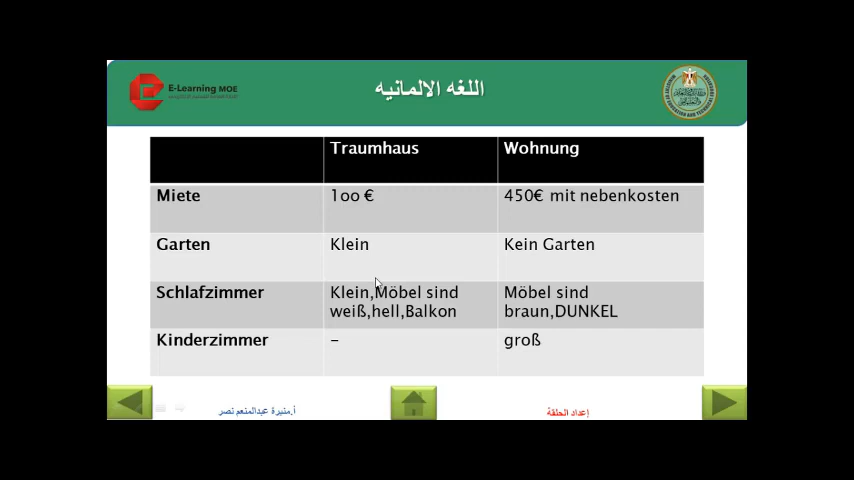 E-Learning MOE
اللغه الالمانيه
Traumhaus
Wohnung
Miete
1oo €
450€ mit nebenkosten
Garten
Klein
Kein Garten
Schlafzimmer
Klein,Möbel sind
weiß,hell,Balkon
Möbel sind
braun,DUNKEL
Kinderzimmer
-
groß
إعداد الحلقة
أ.منيرة عبدالمنعم نصر